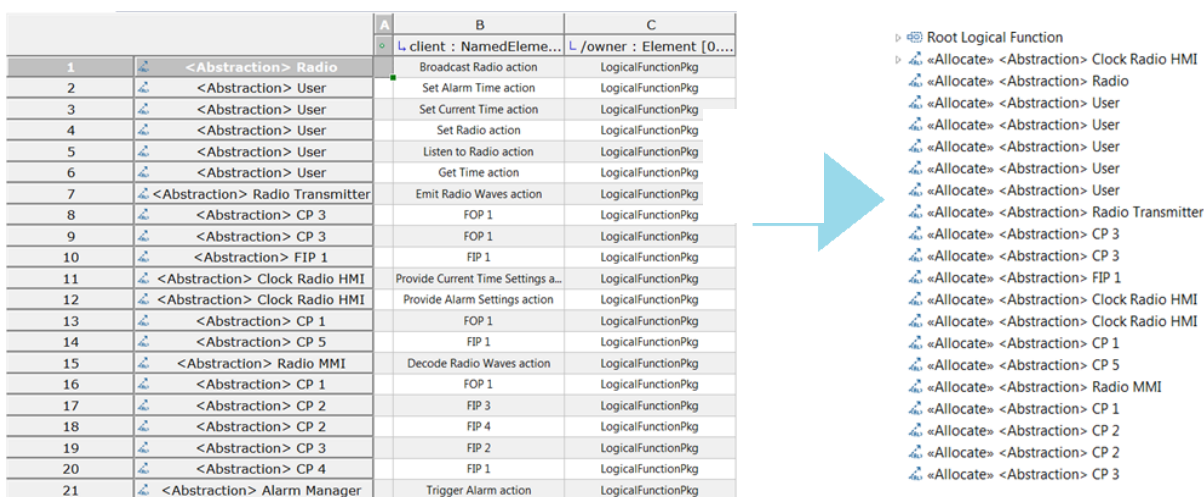 A B C
client : NamedEleme... /owner : Element [0....
1 <Abstraction> Radio Broadcast Radio action LogicalFunctionPkg
2 <Abstraction> User Set Alarm Time action LogicalFunctionPkg
3 <Abstraction> User Set Current Time action LogicalFunctionPkg
4 <Abstraction> User Set Radio action LogicalFunctionPkg
5 <Abstraction> User Listen to Radio action LogicalFunctionPkg
6 <Abstraction> User Get Time action LogicalFunctionPkg
7 <Abstraction> Radio Transmitter Emit Radio Waves action LogicalFunctionPkg
8 <Abstraction> CP 3 FOP 1 LogicalFunctionPkg
9 <Abstraction> CP 3 FOP 1 LogicalFunctionPkg
10 <Abstraction> FIP 1 FIP 1 LogicalFunctionPkg
11 <Abstraction> Clock Radio HMI Provide Current Time Settings a... LogicalFunctionPkg
12 <Abstraction> Clock Radio HMI Provide Alarm Settings action LogicalFunctionPkg
13 <Abstraction> CP 1 FOP 1 LogicalFunctionPkg
14 <Abstraction> CP 5 FIP 1 LogicalFunctionPkg
15 <Abstraction> Radio MMI Decode Radio Waves action LogicalFunctionPkg
16 <Abstraction> CP 1 FOP 1 LogicalFunctionPkg
17 <Abstraction> CP 2 FIP 3 LogicalFunctionPkg
18 <Abstraction> CP 2 FIP 4 LogicalFunctionPkg
19 <Abstraction> CP 3 FIP 2 LogicalFunctionPkg
20 <Abstraction> CP 4 FIP 1 LogicalFunctionPkg
21 <Abstraction> Alarm Manager Trigger Alarm action LogicalFunctionPkg
Root Logical Function
«Allocate» <Abstraction> Clock Radio HMI
«Allocate» <Abstraction> Radio
«Allocate» <Abstraction> User
«Allocate» <Abstraction> User
«Allocate» <Abstraction> User
«Allocate» <Abstraction> User
«Allocate» <Abstraction> User
«Allocate» <Abstraction> Radio Transmitter
«Allocate» <Abstraction> CP 3
«Allocate» <Abstraction> CP 3
«Allocate» <Abstraction> FIP 1
«Allocate» <Abstraction> Clock Radio HMI
«Allocate» <Abstraction> Clock Radio HMI
«Allocate» <Abstraction> CP 1
«Allocate» <Abstraction> CP 5
«Allocate» <Abstraction> Radio MMI
«Allocate» <Abstraction> CP 1
«Allocate» <Abstraction> CP 2
«Allocate» <Abstraction> CP 2
«Allocate» <Abstraction> CP 3